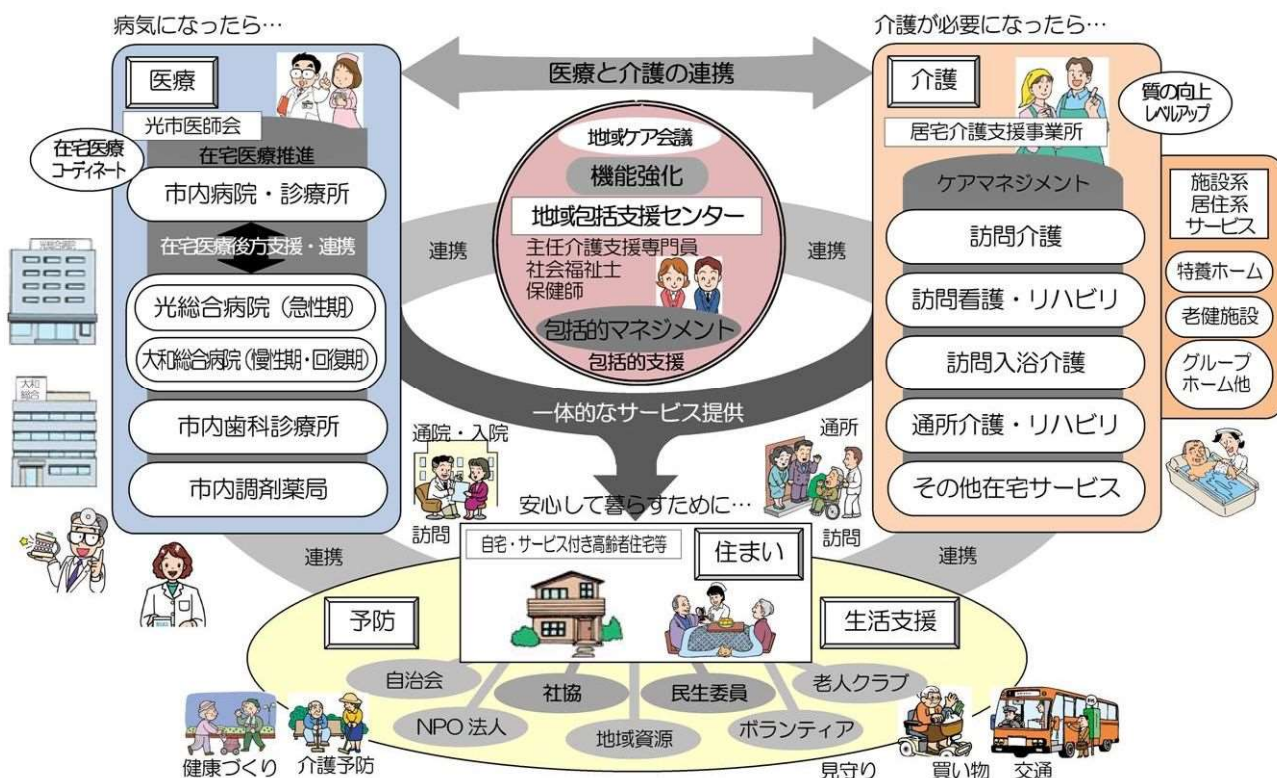 病気になったら…
介護が必要になったら…
医療
光市医師会
在宅医療
コーディネート
在宅医療推進
市内病院・診療所
在宅医療後方支援・連携
光総合病院（急性期）
大和総合病院（慢性期・回復期）
市内歯科診療所
市内調剤薬局
光総合病院
大和
総合
医療と介護の連携
地域ケア会議
機能強化
地域包括支援センター
主任介護支援専門員
社会福祉士
保健師
包括的マネジメント
包括的支援
連携
連携
介護
質の向上
レベルアップ
居宅介護支援事業所
ケアマネジメント
訪問介護
訪問看護・リハビリ
訪問入浴介護
通所介護・リハビリ
その他在宅サービス
施設系
居住系
サービス
特養ホーム
老健施設
グループ
ホーム他
一体的なサービス提供
通院・入院
訪問
通所
訪問
安心して暮らすために…
自宅・サービス付き高齢者住宅等
住まい
連携
連携
予防
生活支援
自治会
社協
民生委員
老人クラブ
NPO 法人
地域資源
ボランティア
健康づくり
介護予防
見守り
買い物
交通